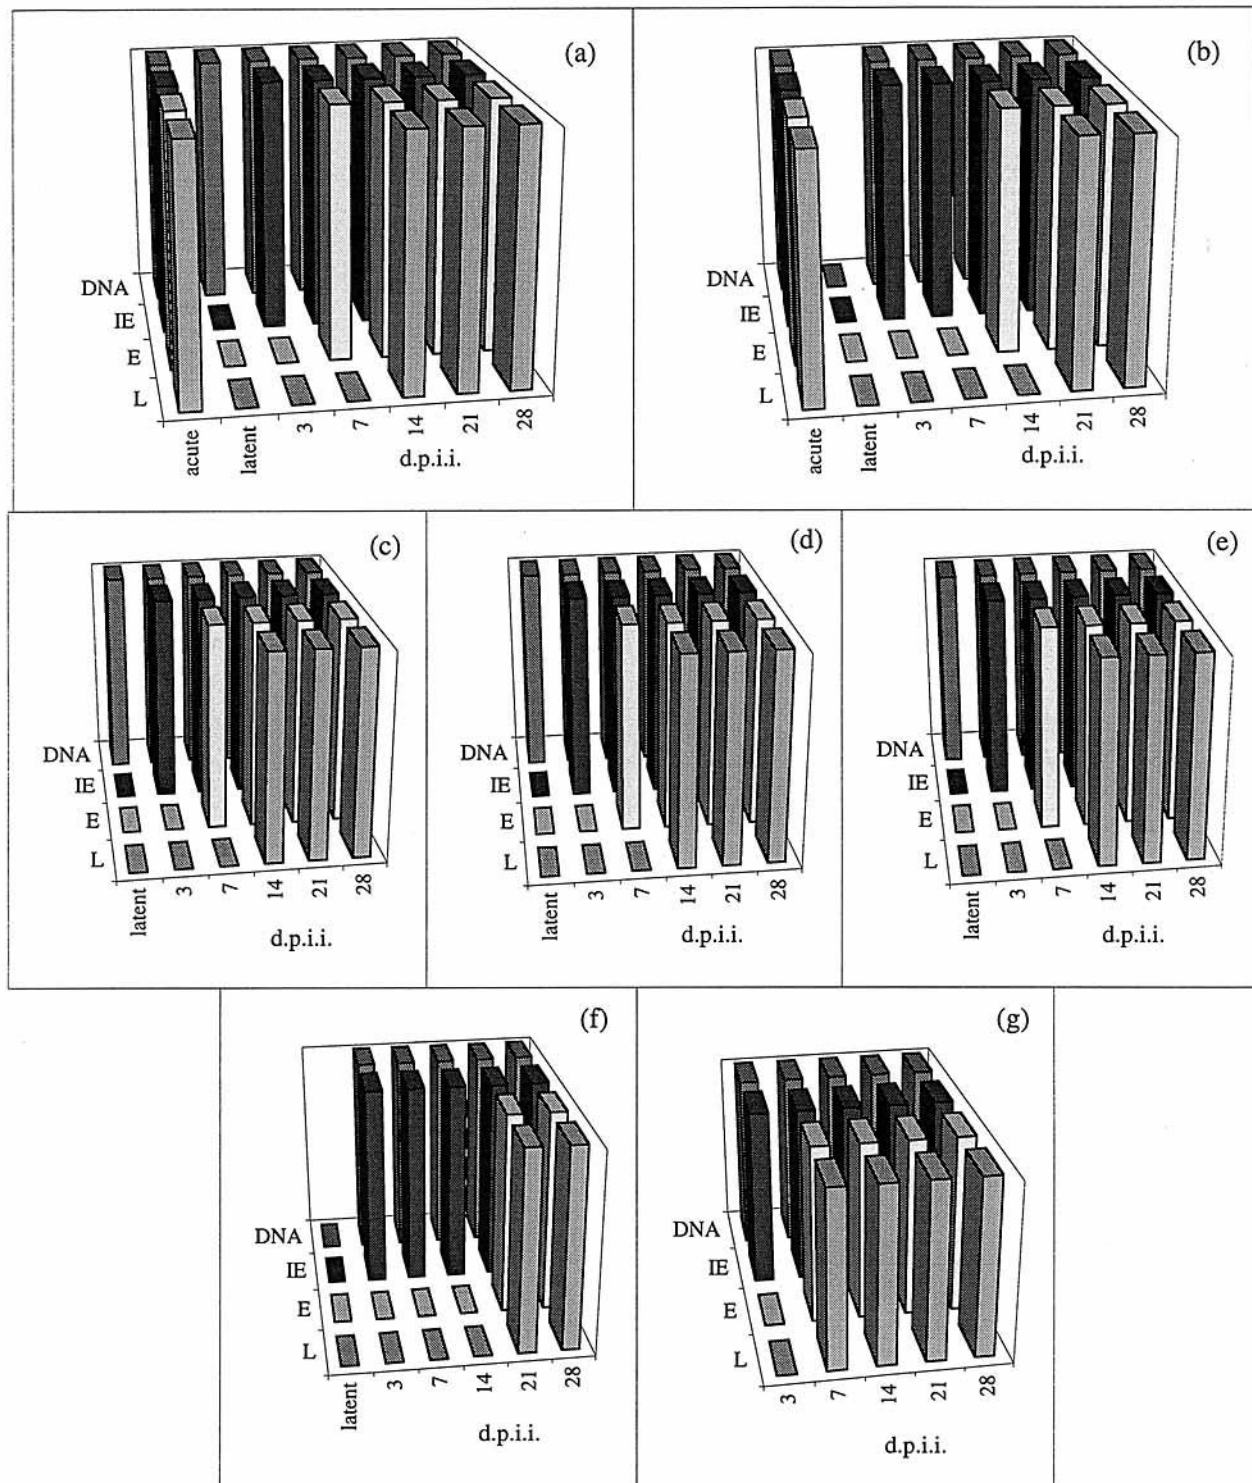 (a)
DNA
IE
E
L
acute
latent
3
7
14
21
28
d.p.i.i.
(b)
DNA
IE
E
L
acute
latent
3
7
14
21
28
d.p.i.i.
(c)
DNA
IE
E
L
latent
3
7
14
21
28
d.p.i.i.
(d)
DNA
IE
E
L
latent
3
7
14
21
28
d.p.i.i.
(e)
DNA
IE
E
L
latent
3
7
14
21
28
d.p.i.i.
(f)
DNA
IE
E
L
latent
3
7
14
21
28
d.p.i.i.
(g)
DNA
IE
E
L
3
7
14
21
28
d.p.i.i.